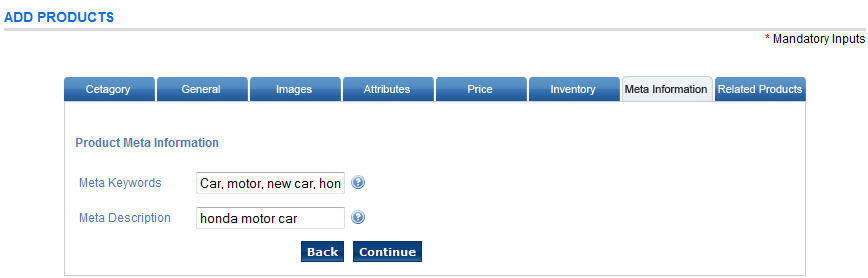 ADD PRODUCTS
* Mandatory Inputs
Cetagory General Images Attributes Price Inventory Meta Information Related Products
Product Meta Information
Meta Keywords Car, motor, new car, hon ?
Meta Description honda motor car ?
Back Continue